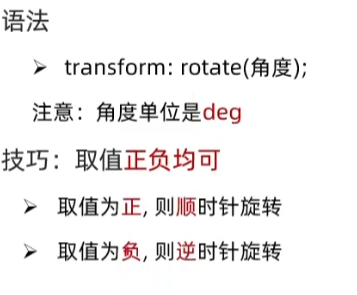 语法
➢ transform: rotate(角度);
注意：角度单位是deg
技巧：取值正负均可
➢ 取值为正, 则顺时针旋转
➢ 取值为负, 则逆时针旋转